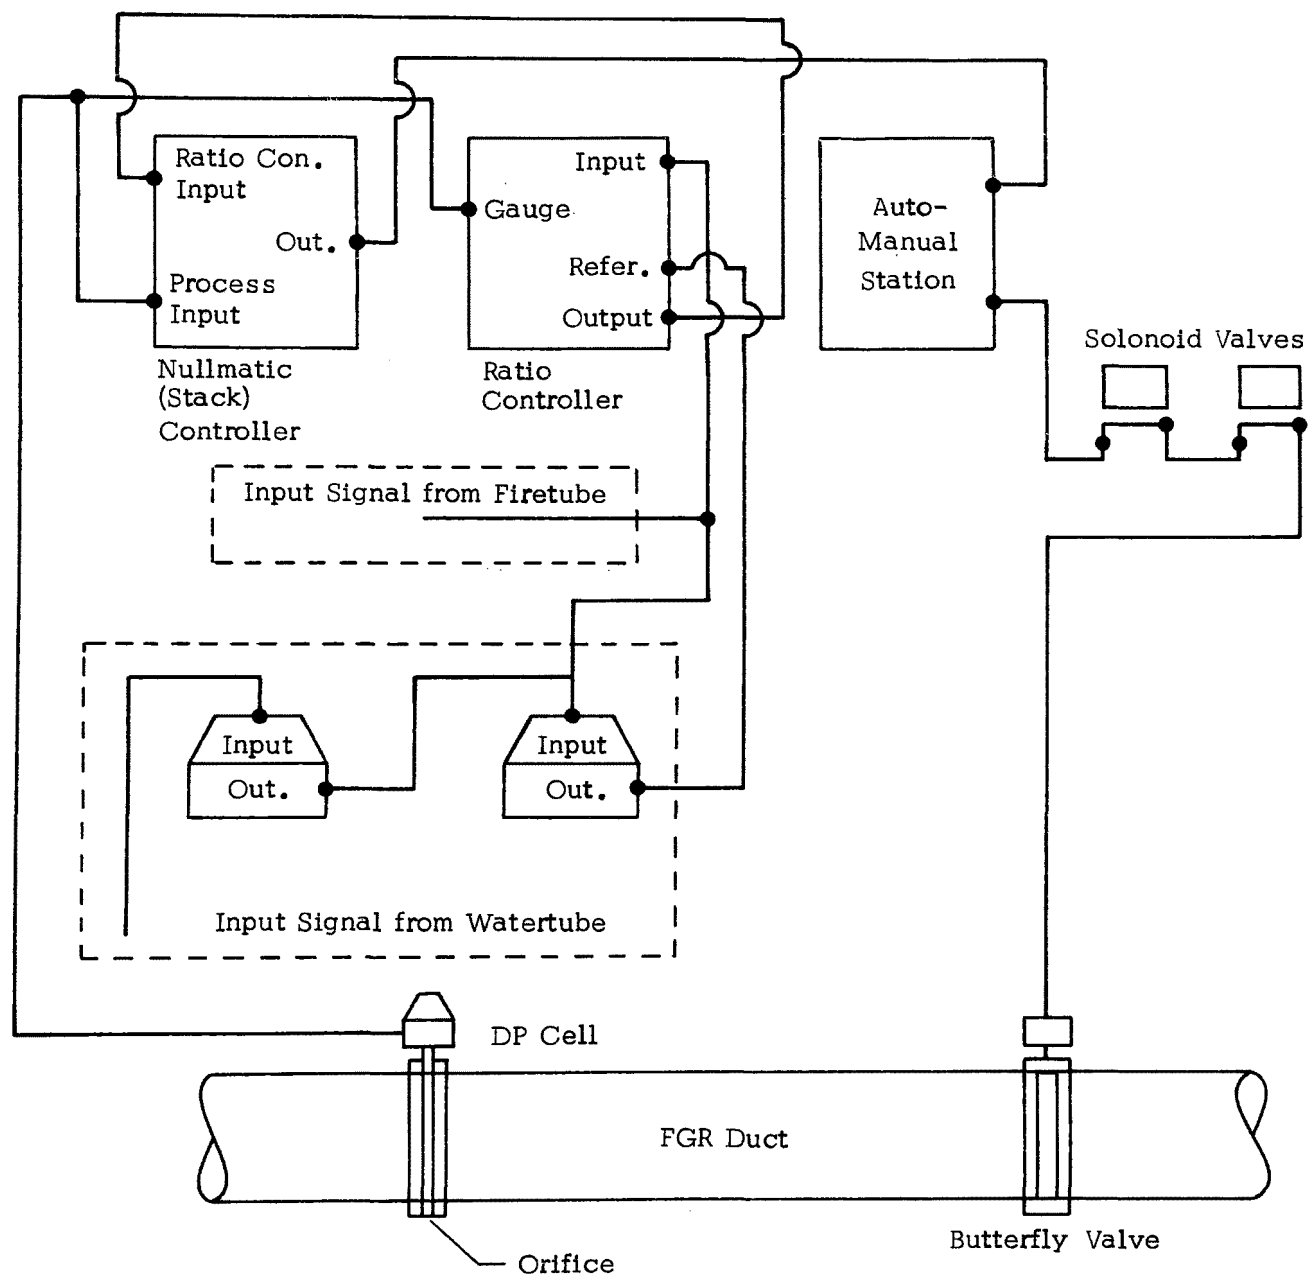 Ratio Con.
Input
Out.
Process
Input
Nullmatic
(Stack)
Controller
Input
Gauge
Refer.
Output
Ratio
Controller
Auto-
Manual
Station
Solonoid Valves
Input Signal from Firetube
Input
Out.
Input
Out.
Input Signal from Watertube
DP Cell
FGR Duct
Orifice
Butterfly Valve